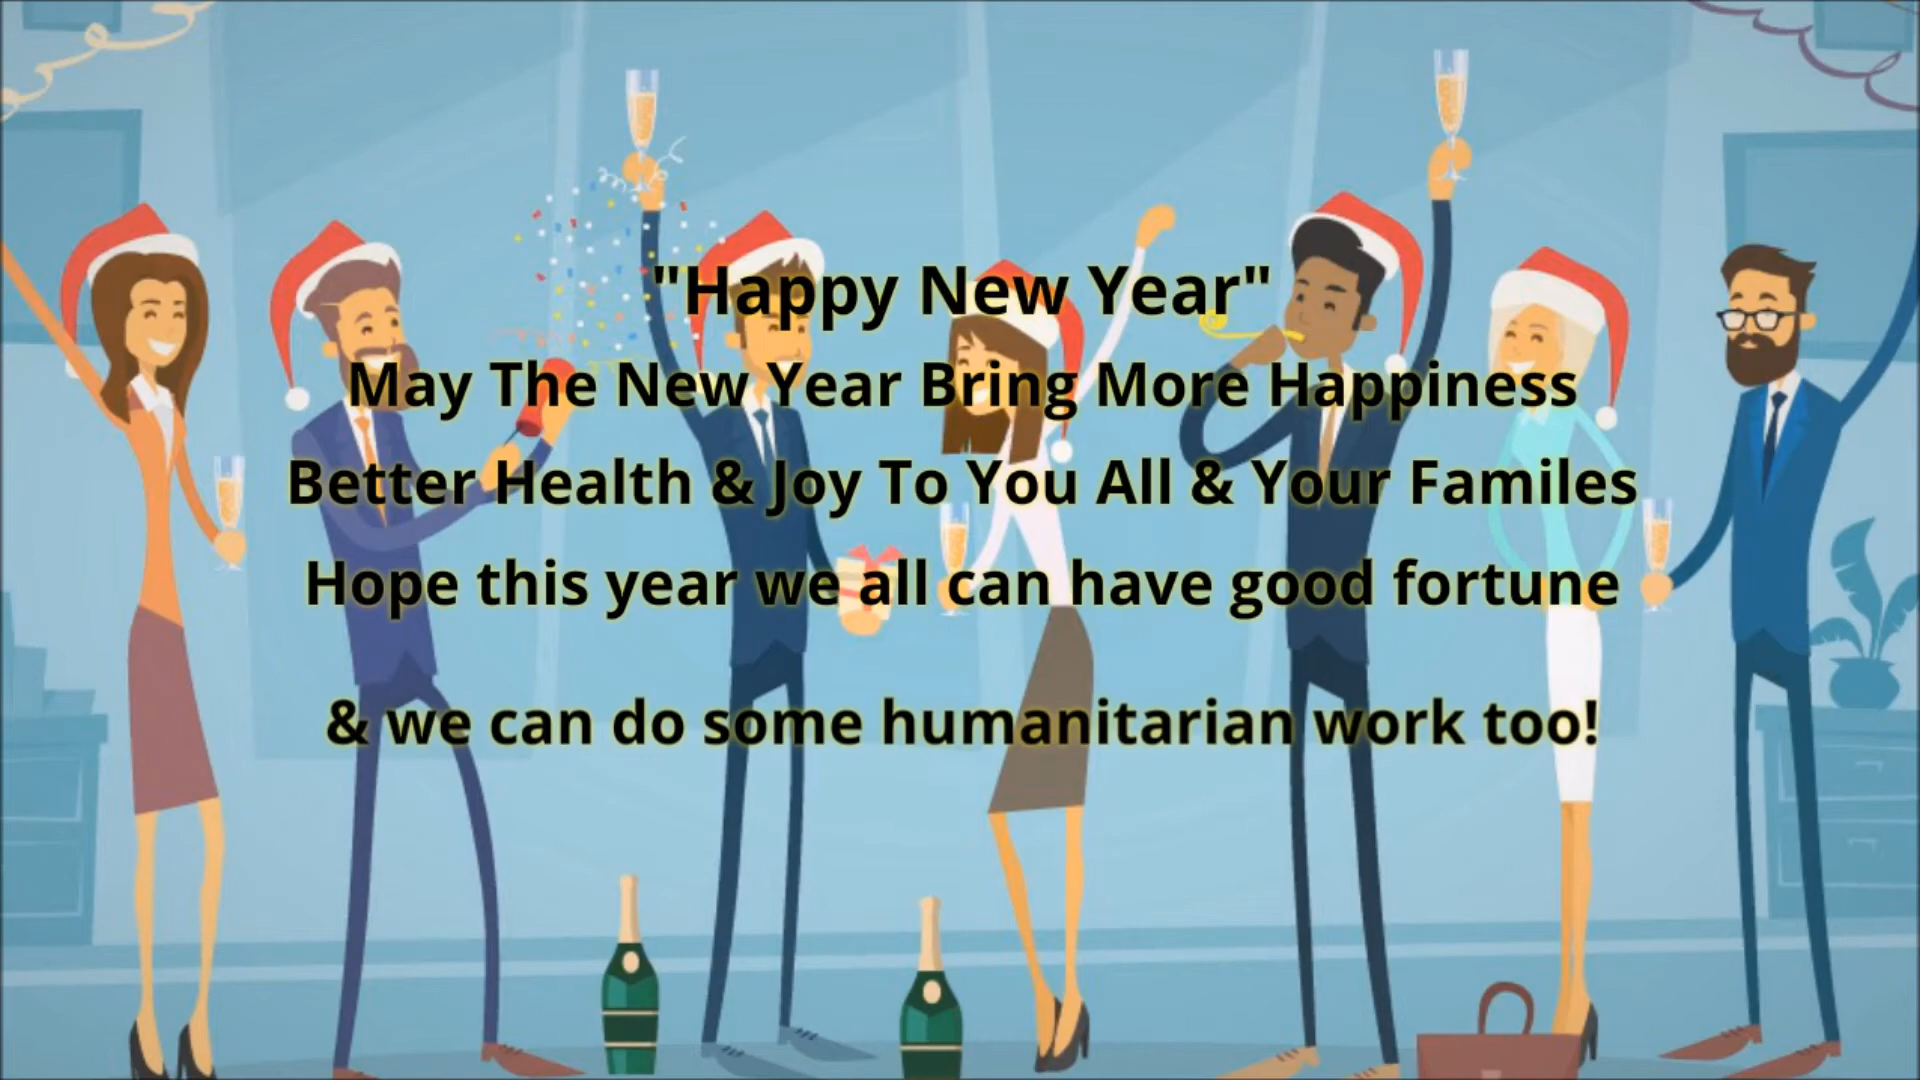 "Happy New Year"
May The New Year Bring More Happiness
Better Health & Joy To You All & Your Familes
Hope this year we all can have good fortune
& we can do some humanitarian work too!